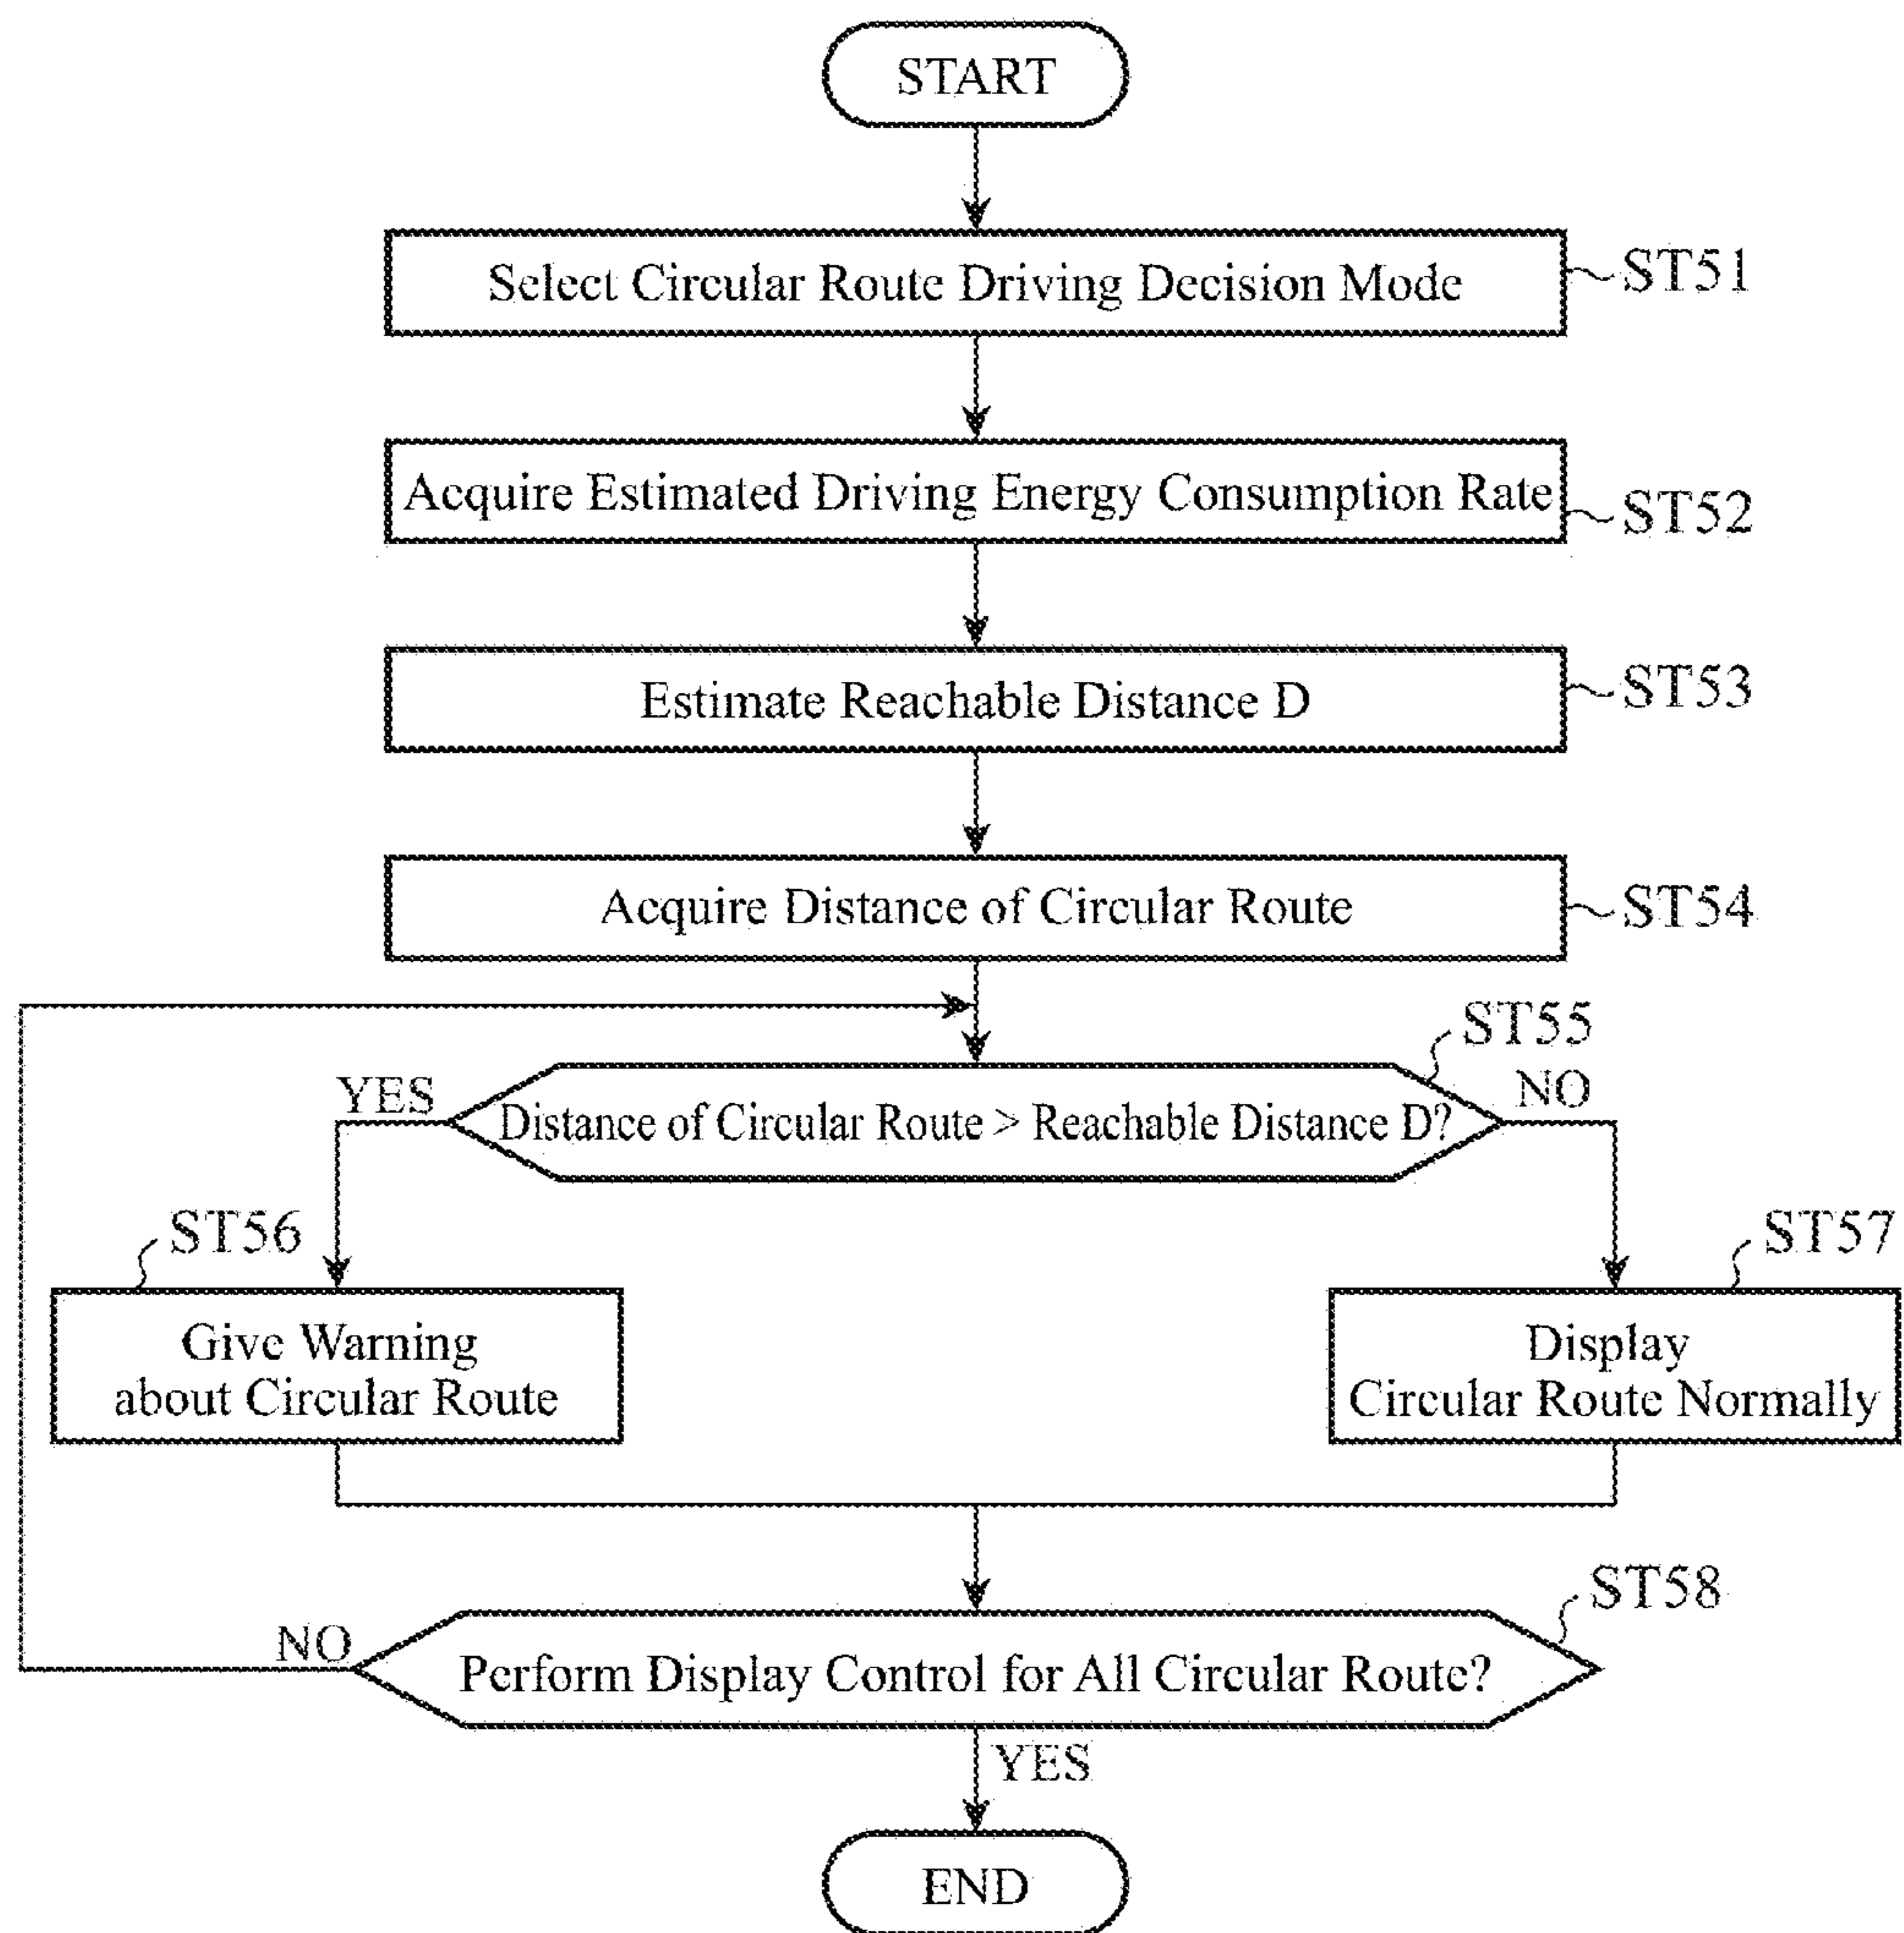 START
Select Circular Route Driving Decision Mode
ST51
Acquire Estimated Driving Energy Consumption Rate
ST52
Estimate Reachable Distance D
ST53
Acquire Distance of Circular Route
ST54
ST55
YES
NO
Distance of Circular Route > Reachable Distance D?
ST56
ST57
Give Warning
about Circular Route
Display
Circular Route Normally
ST58
NO
Perform Display Control for All Circular Route?
YES
END